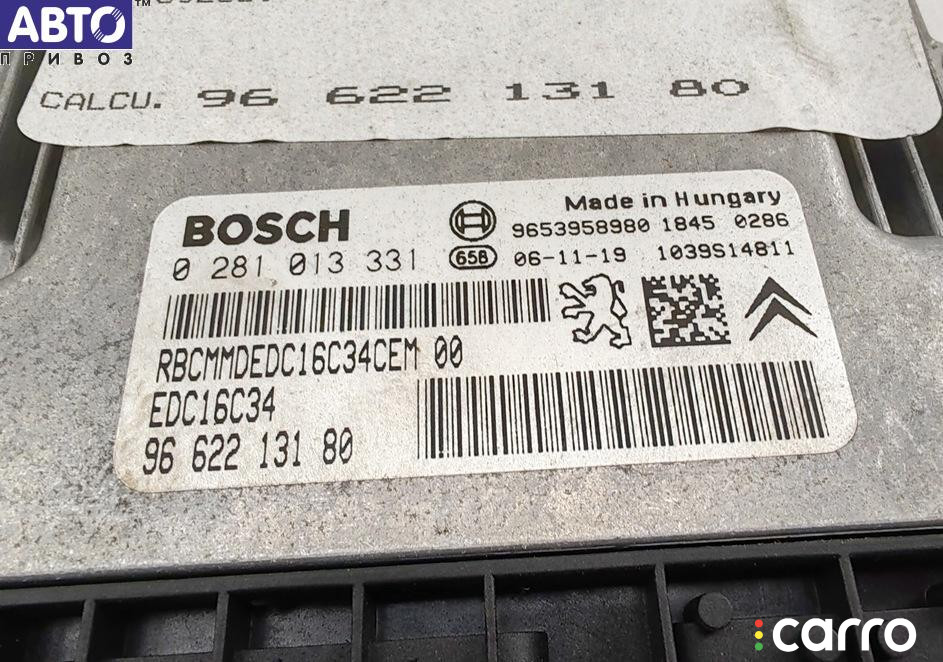 АВТО™
ПРИВОЗ
CALCU. 96 622 131 80
BOSCH
Made in Hungary
9653958980 1845 0286
0 281 013 331
658 06-11-19 1039S14811
RBCMMDEDC16C34CEM 00
EDC16C34
96 622 131 80
carro